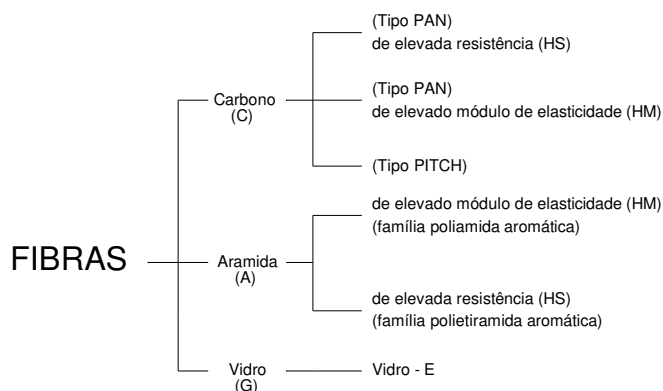 (Tipo PAN)
de elevada resistência (HS)
Carbono
(C)
(Tipo PAN)
de elevado módulo de elasticidade (HM)
(Tipo PITCH)
FIBRAS
Aramida
(A)
de elevado módulo de elasticidade (HM)
(família poliamida aromática)
de elevada resistência (HS)
(família polietiramida aromática)
Vidro
(G)
Vidro - E